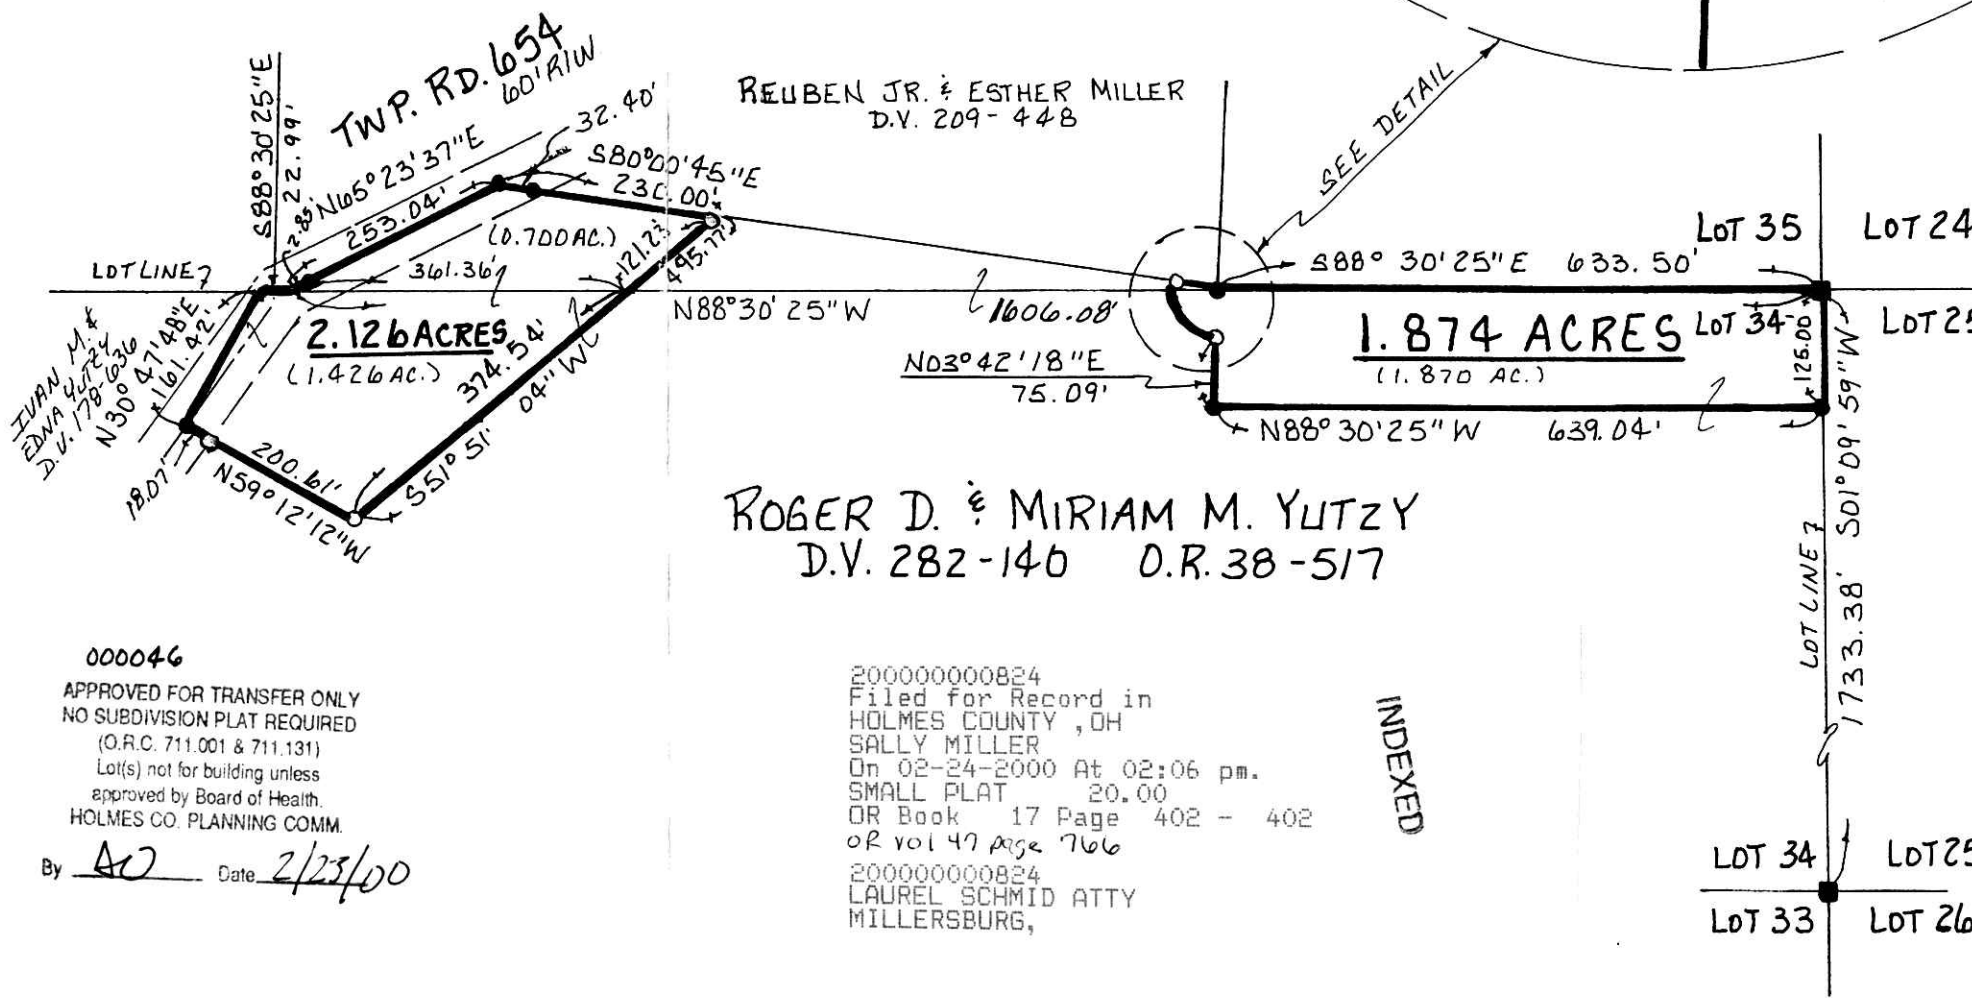 S88°30'25"E
22.99'
TWP. RD. 654
60' R/W
N65°23'37"E
253.04'
32.40'
S80°00'45"E
REUBEN JR. & ESTHER MILLER
D.V. 209-448
SEE DETAIL
(0.700 AC.)
LOT LINE
361.36'
495.77'
N88°30'25"W
1606.08'
S88°30'25"E 633.50'
LOT 35
LOT 24
LOT 34
LOT 25
2.126 ACRES
(1.426 AC.)
374.54'
S51°51'04"W
IVAN M. &
EDNA YUTZY
D.V. 178-636
N30°47'48"E
161.42'
18.07'
200.61'
N59°12'12"W
N03°42'18"E
75.09'
1.874 ACRES
(1.870 AC.)
125.00'
N88°30'25"W 639.04'
S01°09'59"W
1733.38'
LOT LINE
ROGER D. & MIRIAM M. YUTZY
D.V. 282-140 O.R. 38-517
000046
APPROVED FOR TRANSFER ONLY
NO SUBDIVISION PLAT REQUIRED
(O.R.C. 711.001 & 711.131)
Lot(s) not for building unless
approved by Board of Health.
HOLMES CO. PLANNING COMM.
By Date 2/23/00
200000000824
Filed for Record in
HOLMES COUNTY ,OH
SALLY MILLER
On 02-24-2000 At 02:06 pm.
SMALL PLAT 20.00
OR Book 17 Page 402 - 402
OR vol 47 page 766
200000000824
LAUREL SCHMID ATTY
MILLERSBURG,
INDEXED
LOT 34
LOT 25
LOT 33
LOT 26